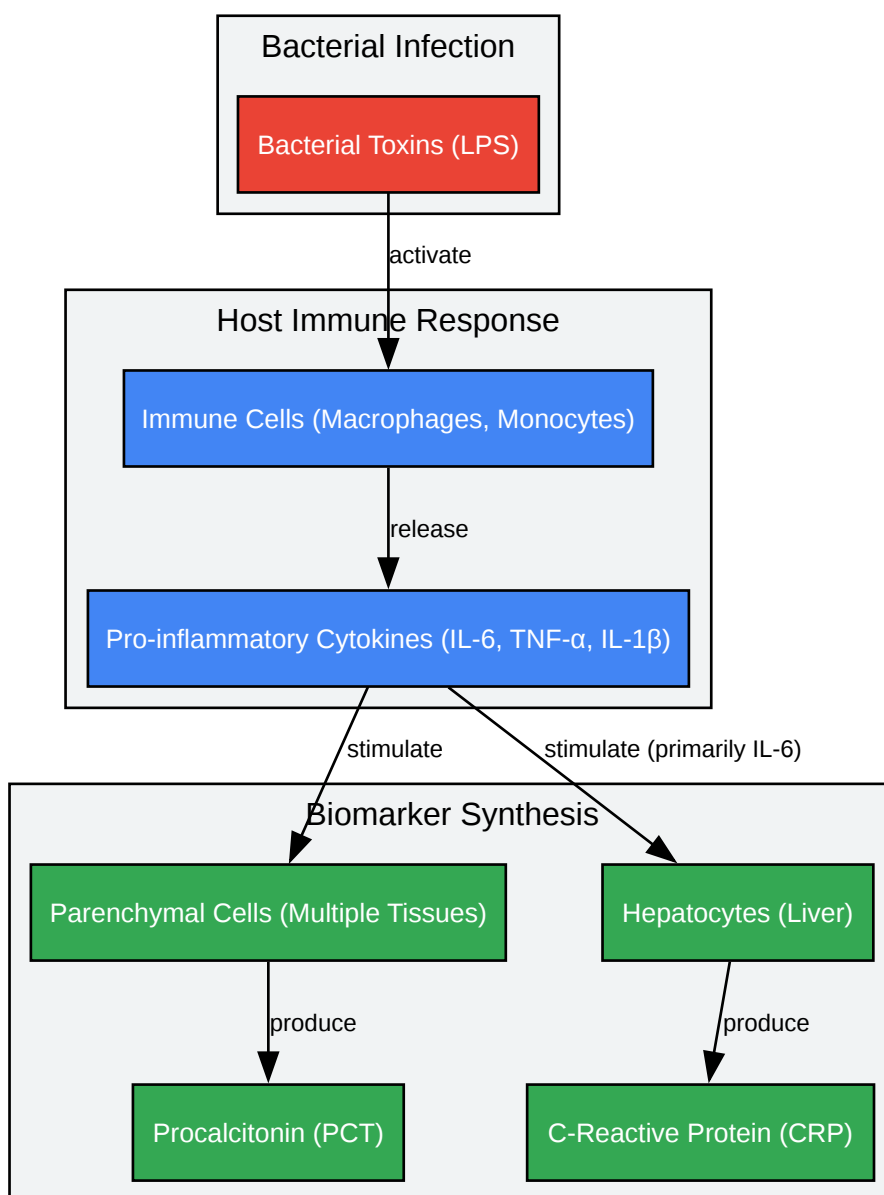 Bacterial Infection
Bacterial Toxins (LPS)
activate
Host Immune Response
Immune Cells (Macrophages, Monocytes)
release
Pro-inflammatory Cytokines (IL-6, TNF-α, IL-1β)
stimulate
stimulate (primarily IL-6)
Biomarker Synthesis
Parenchymal Cells (Multiple Tissues)
Hepatocytes (Liver)
produce
produce
Procalcitonin (PCT)
C-Reactive Protein (CRP)